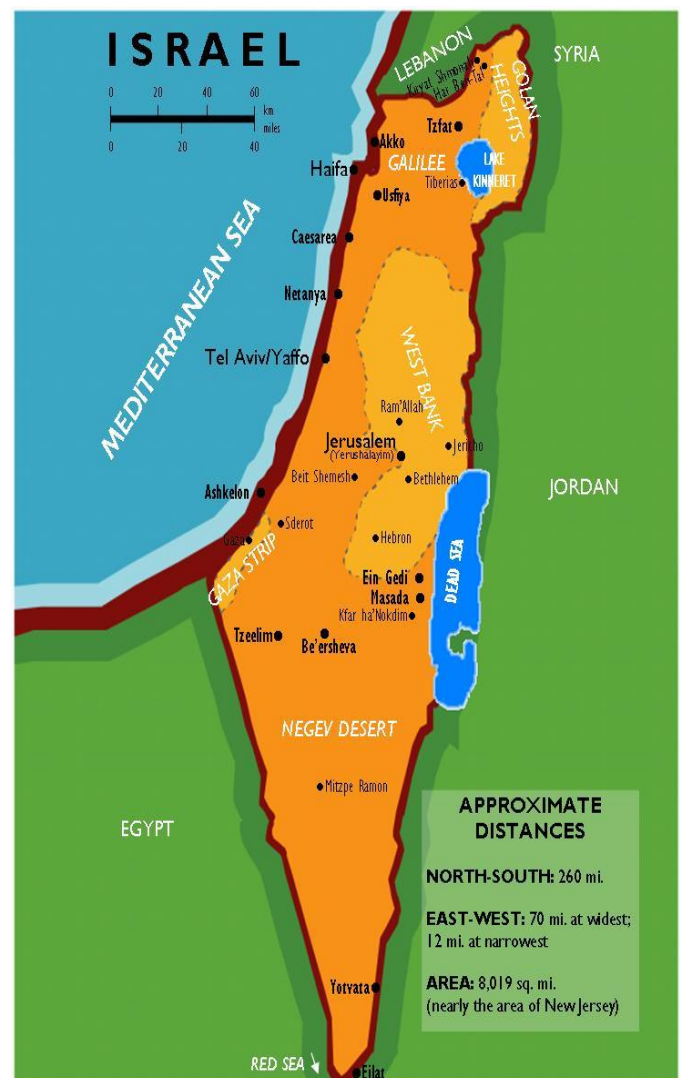 ISRAEL
0 20 40 60
km
miles
0 20 40
LEBANON
SYRIA
Kiryat Shmonah
Har Ben Tal
GOLAN
HEIGHTS
Tzfat
Akko
GALILEE
LAKE
KINNERET
Haifa
Tiberias
Usfiya
Caesarea
MEDITERRANEAN SEA
Netanya
WEST BANK
Tel Aviv/Yaffo
Ram'Allah
Jerusalem
(Yerushalayim)
Jericho
Beit Shemesh
Bethlehem
JORDAN
Ashkelon
Sderot
Gaza
Hebron
GAZA STRIP
DEAD SEA
Ein Gedi
Masada
Kfar ha'Nokdim
Tzeelim
Be'ersheva
NEGEV DESERT
Mitzpe Ramon
EGYPT
APPROXIMATE
DISTANCES
NORTH-SOUTH: 260 mi.
EAST-WEST: 70 mi. at widest;
12 mi. at narrowest
AREA: 8,019 sq. mi.
(nearly the area of New Jersey)
Yotvata
RED SEA
Eilat